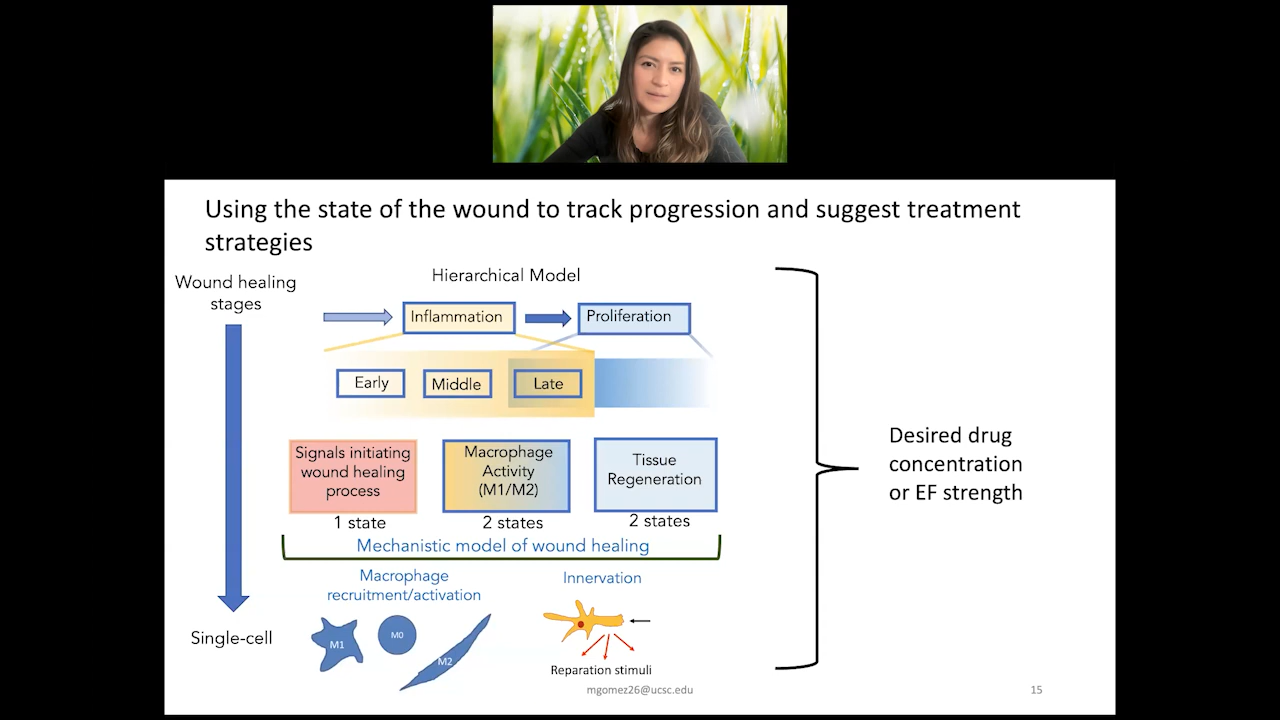 Using the state of the wound to track progression and suggest treatment
strategies
Wound healing
stages
Hierarchical Model
Inflammation
Proliferation
Early
Middle
Late
Signals initiating
wound healing
process
Macrophage
Activity
(M1/M2)
Tissue
Regeneration
1 state
2 states
2 states
Mechanistic model of wound healing
Macrophage
recruitment/activation
Innervation
M1
M0
M2
Single-cell
Reparation stimuli
Desired drug
concentration
or EF strength
mgomez26@ucsc.edu
15